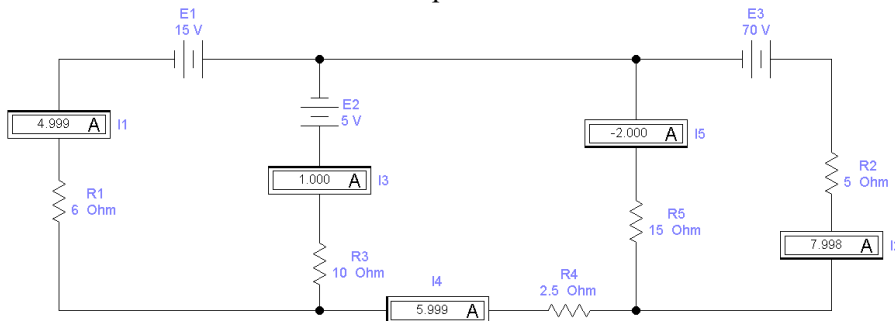 E1
15 V
E3
70 V
E2
5 V
4.999 A I1
-2.000 A I5
1.000 A I3
R2
5 Ohm
R1
6 Ohm
R5
15 Ohm
7.998 A
R3
10 Ohm
I4
5.999 A
R4
2.5 Ohm